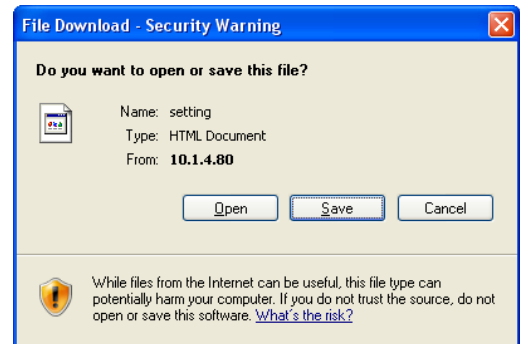 File Download - Security Warning
Do you want to open or save this file?
Name: setting
Type: HTML Document
From: 10.1.4.80
Open Save Cancel
While files from the Internet can be useful, this file type can
potentially harm your computer. If you do not trust the source, do not
open or save this software. What's the risk?